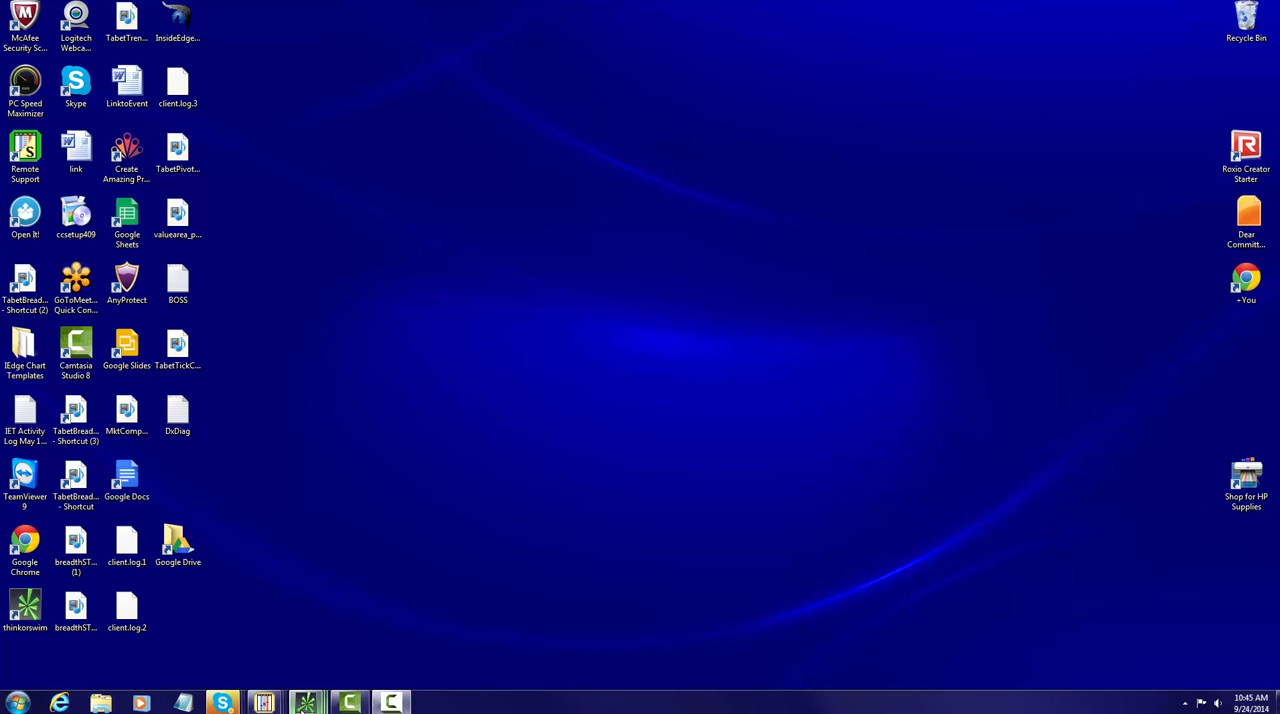 McAfee
Security Sc...
Logitech
Webca...
TabetTren...
InsideEdge...
PC Speed
Maximizer
Skype
LinktoEvent
client.log.3
Remote
Support
link
Create
Amazing Pr...
TabetPivot...
Open It!
ccsetup409
Google
Sheets
valuearea_p...
TabetBread...
- Shortcut (2)
GoToMeet...
Quick Con...
AnyProtect
BOSS
IEdge Chart
Templates
Camtasia
Studio 8
Google Slides
TabetTickC...
IET Activity
Log May 1...
TabetBread...
- Shortcut (3)
MktComp...
DxDiag
TeamViewer
9
TabetBread...
- Shortcut
Google Docs
Google
Chrome
breadthST...
(1)
client.log.1
Google Drive
thinkorswim
breadthST...
client.log.2
Recycle Bin
Roxio Creator
Starter
Dear
Committ...
+You
Shop for HP
Supplies
10:45 AM
9/24/2014